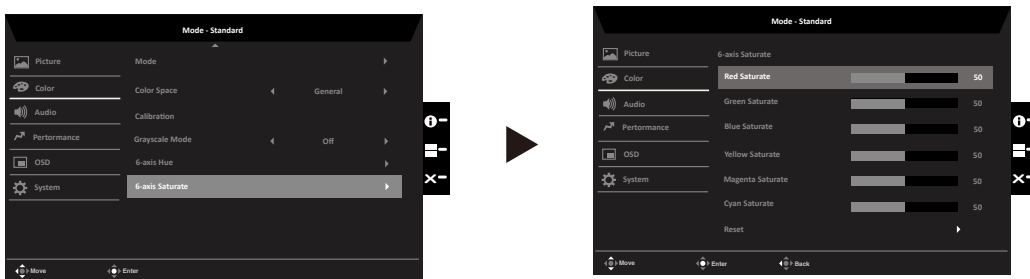 Mode - Standard
Picture
Mode
Color
Color Space
General
Audio
Calibration
Pertormance
Grayscale Mode
Off
OSD
6-axis Hue
System
6-axis Saturate
Move
Enter
Mode - Standard
Picture
6-axis Saturate
Color
Red Saturate
50
Audio
Green Saturate
50
Pertormance
Blue Saturate
50
OSD
Yellow Saturate
50
System
Magenta Saturate
50
Cyan Saturate
50
Reset
Move
Enter
Back